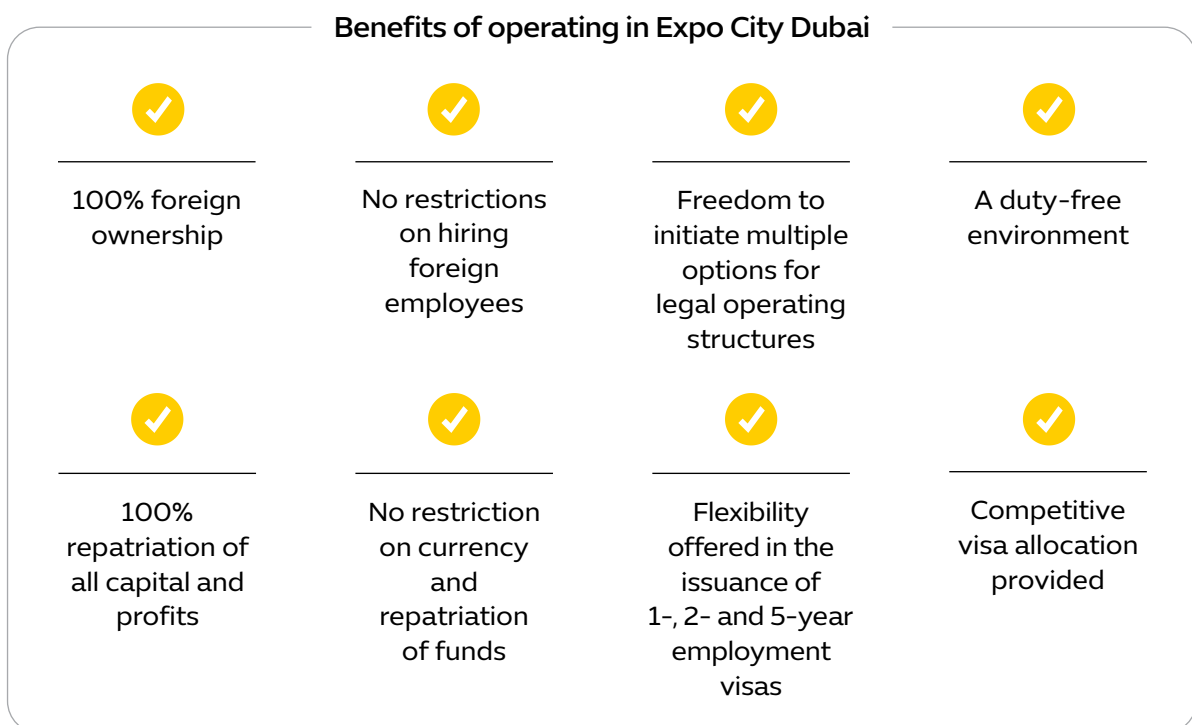 Benefits of operating in Expo City Dubai
100% foreign
ownership
No restrictions
on hiring
foreign
employees
Freedom to
initiate multiple
options for
legal operating
structures
A duty-free
environment
100%
repatriation of
all capital and
profits
No restriction
on currency
and
repatriation
of funds
Flexibility
offered in the
issuance of
1-, 2- and 5-year
employment
visas
Competitive
visa allocation
provided